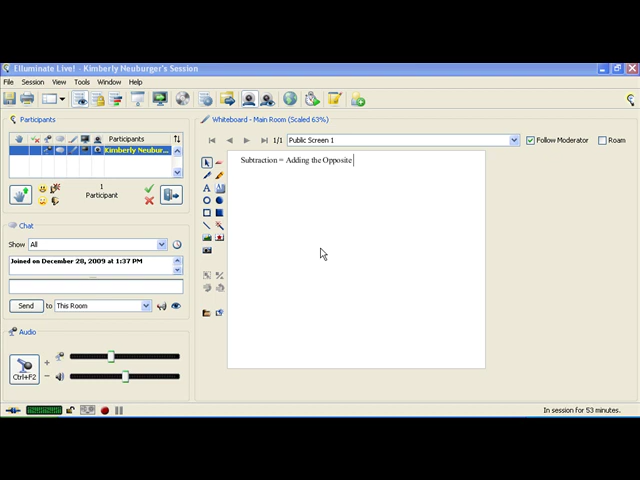 Elluminate Live! - Kimberly Neuburger's Session
File Session View Tools Window Help
Participants
Participants
Kimberly Neubur...
1
Participant
Chat
Show All
Joined on December 28, 2009 at 1:37 PM
Send to This Room
Audio
Ctrl+F2
Whiteboard - Main Room (Scaled 63%)
1/1 Public Screen 1 Follow Moderator Roam
Subtraction = Adding the Opposite
In session for 53 minutes.